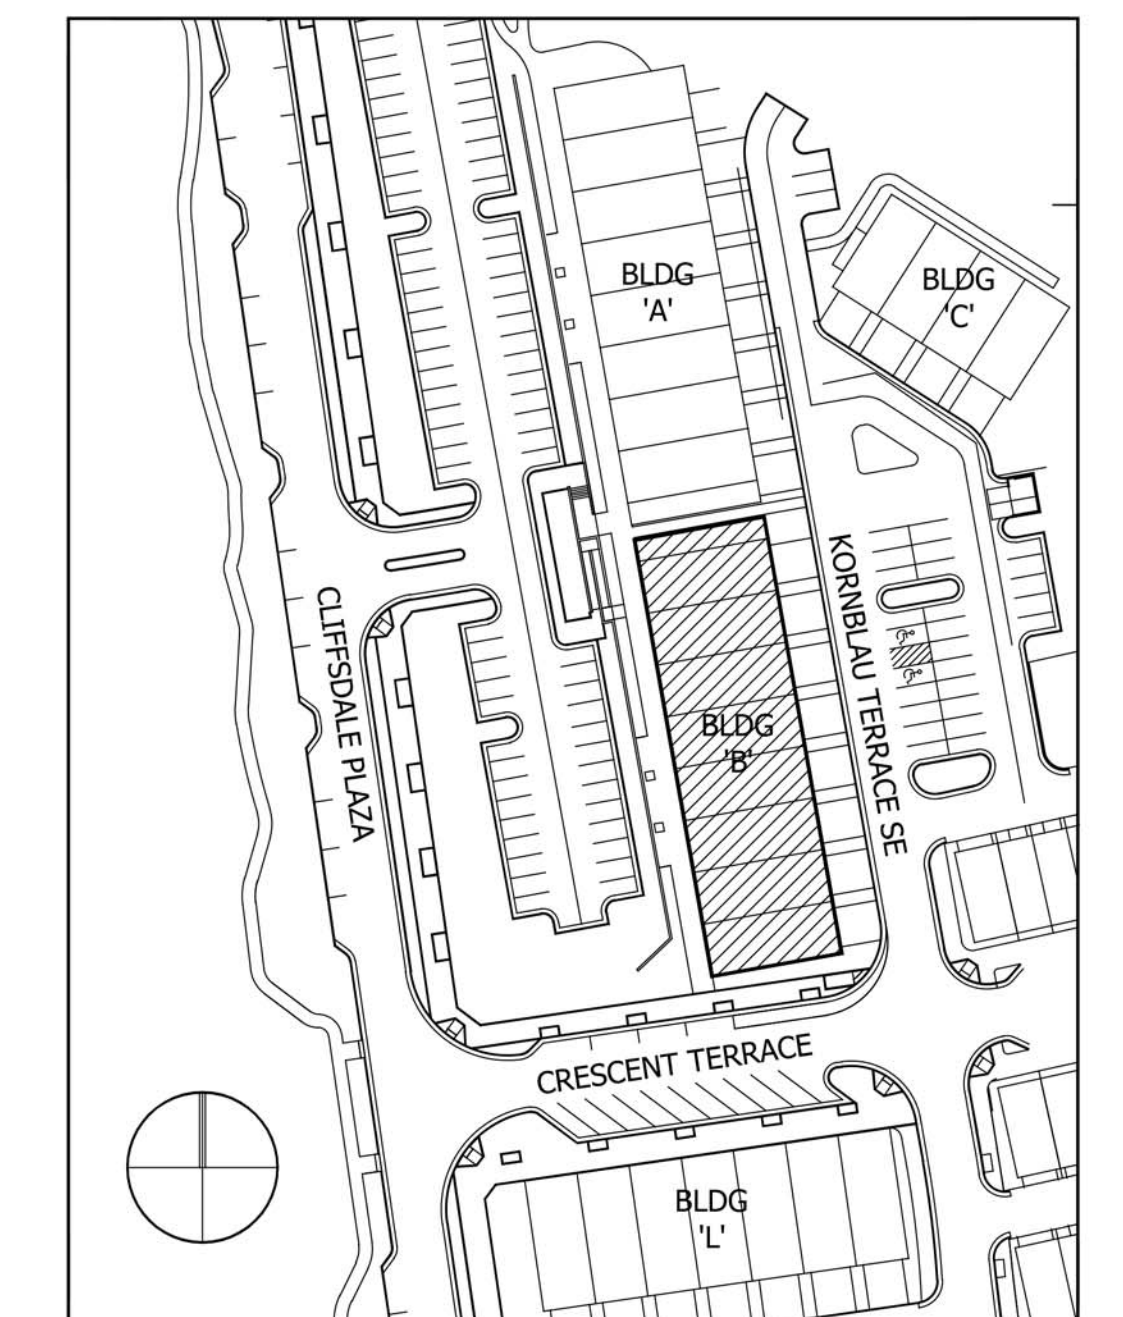 BLDG
'A'
BLDG
'C'
CLIFFSDALE PLAZA
KORNBLAU TERRACE SE
BLDG
'B'
CRESCENT TERRACE
BLDG
'L'